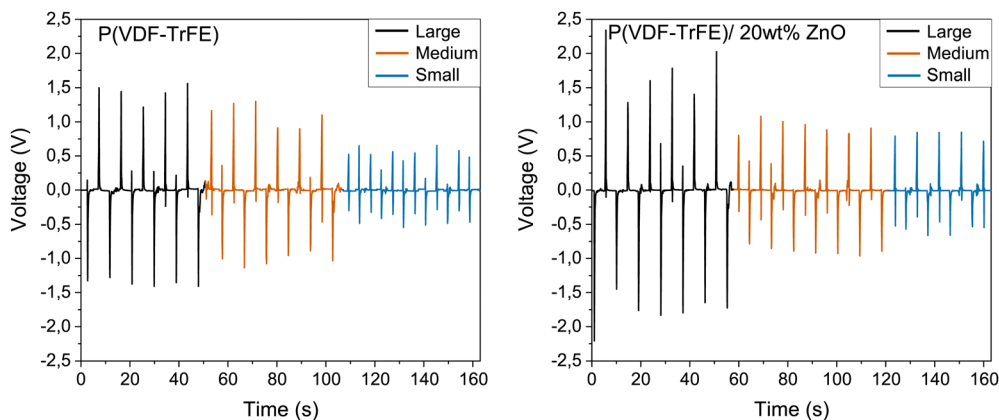 P(VDF-TrFE)
Large
Medium
Small
2,5
2,0
1,5
1,0
0,5
0,0
-0,5
-1,0
-1,5
-2,0
-2,5
Voltage (V)
0 20 40 60 80 100 120 140 160
Time (s)
P(VDF-TrFE)/ 20wt% ZnO
Large
Medium
Small
2,5
2,0
1,5
1,0
0,5
0,0
-0,5
-1,0
-1,5
-2,0
-2,5
Voltage (V)
0 20 40 60 80 100 120 140 160
Time (s)